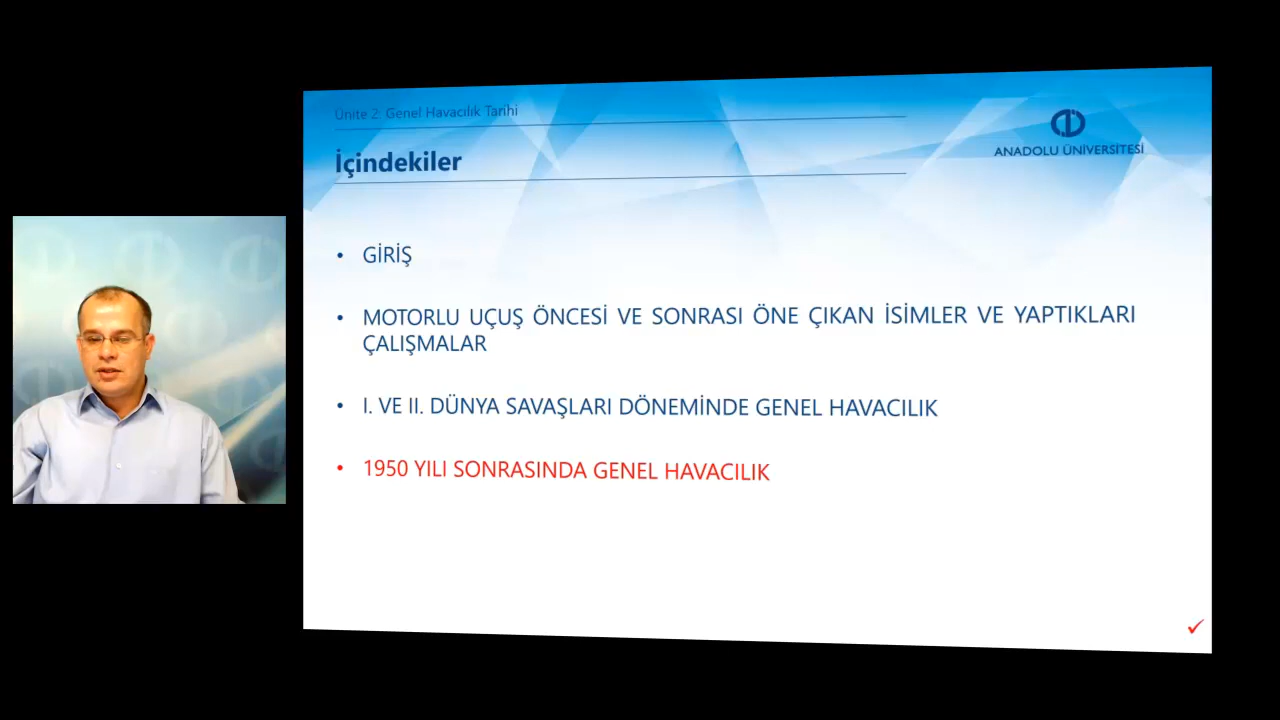 Ünite 2: Genel Havacılık Tarihi
İçindekiler
ANADOLU ÜNİVERSİTESİ
• GİRİŞ
• MOTORLU UÇUŞ ÖNCESİ VE SONRASI ÖNE ÇIKAN İSİMLER VE YAPTIKLARI
ÇALIŞMALAR
• I. VE II. DÜNYA SAVAŞLARI DÖNEMİNDE GENEL HAVACILIK
• 1950 YILI SONRASINDA GENEL HAVACILIK